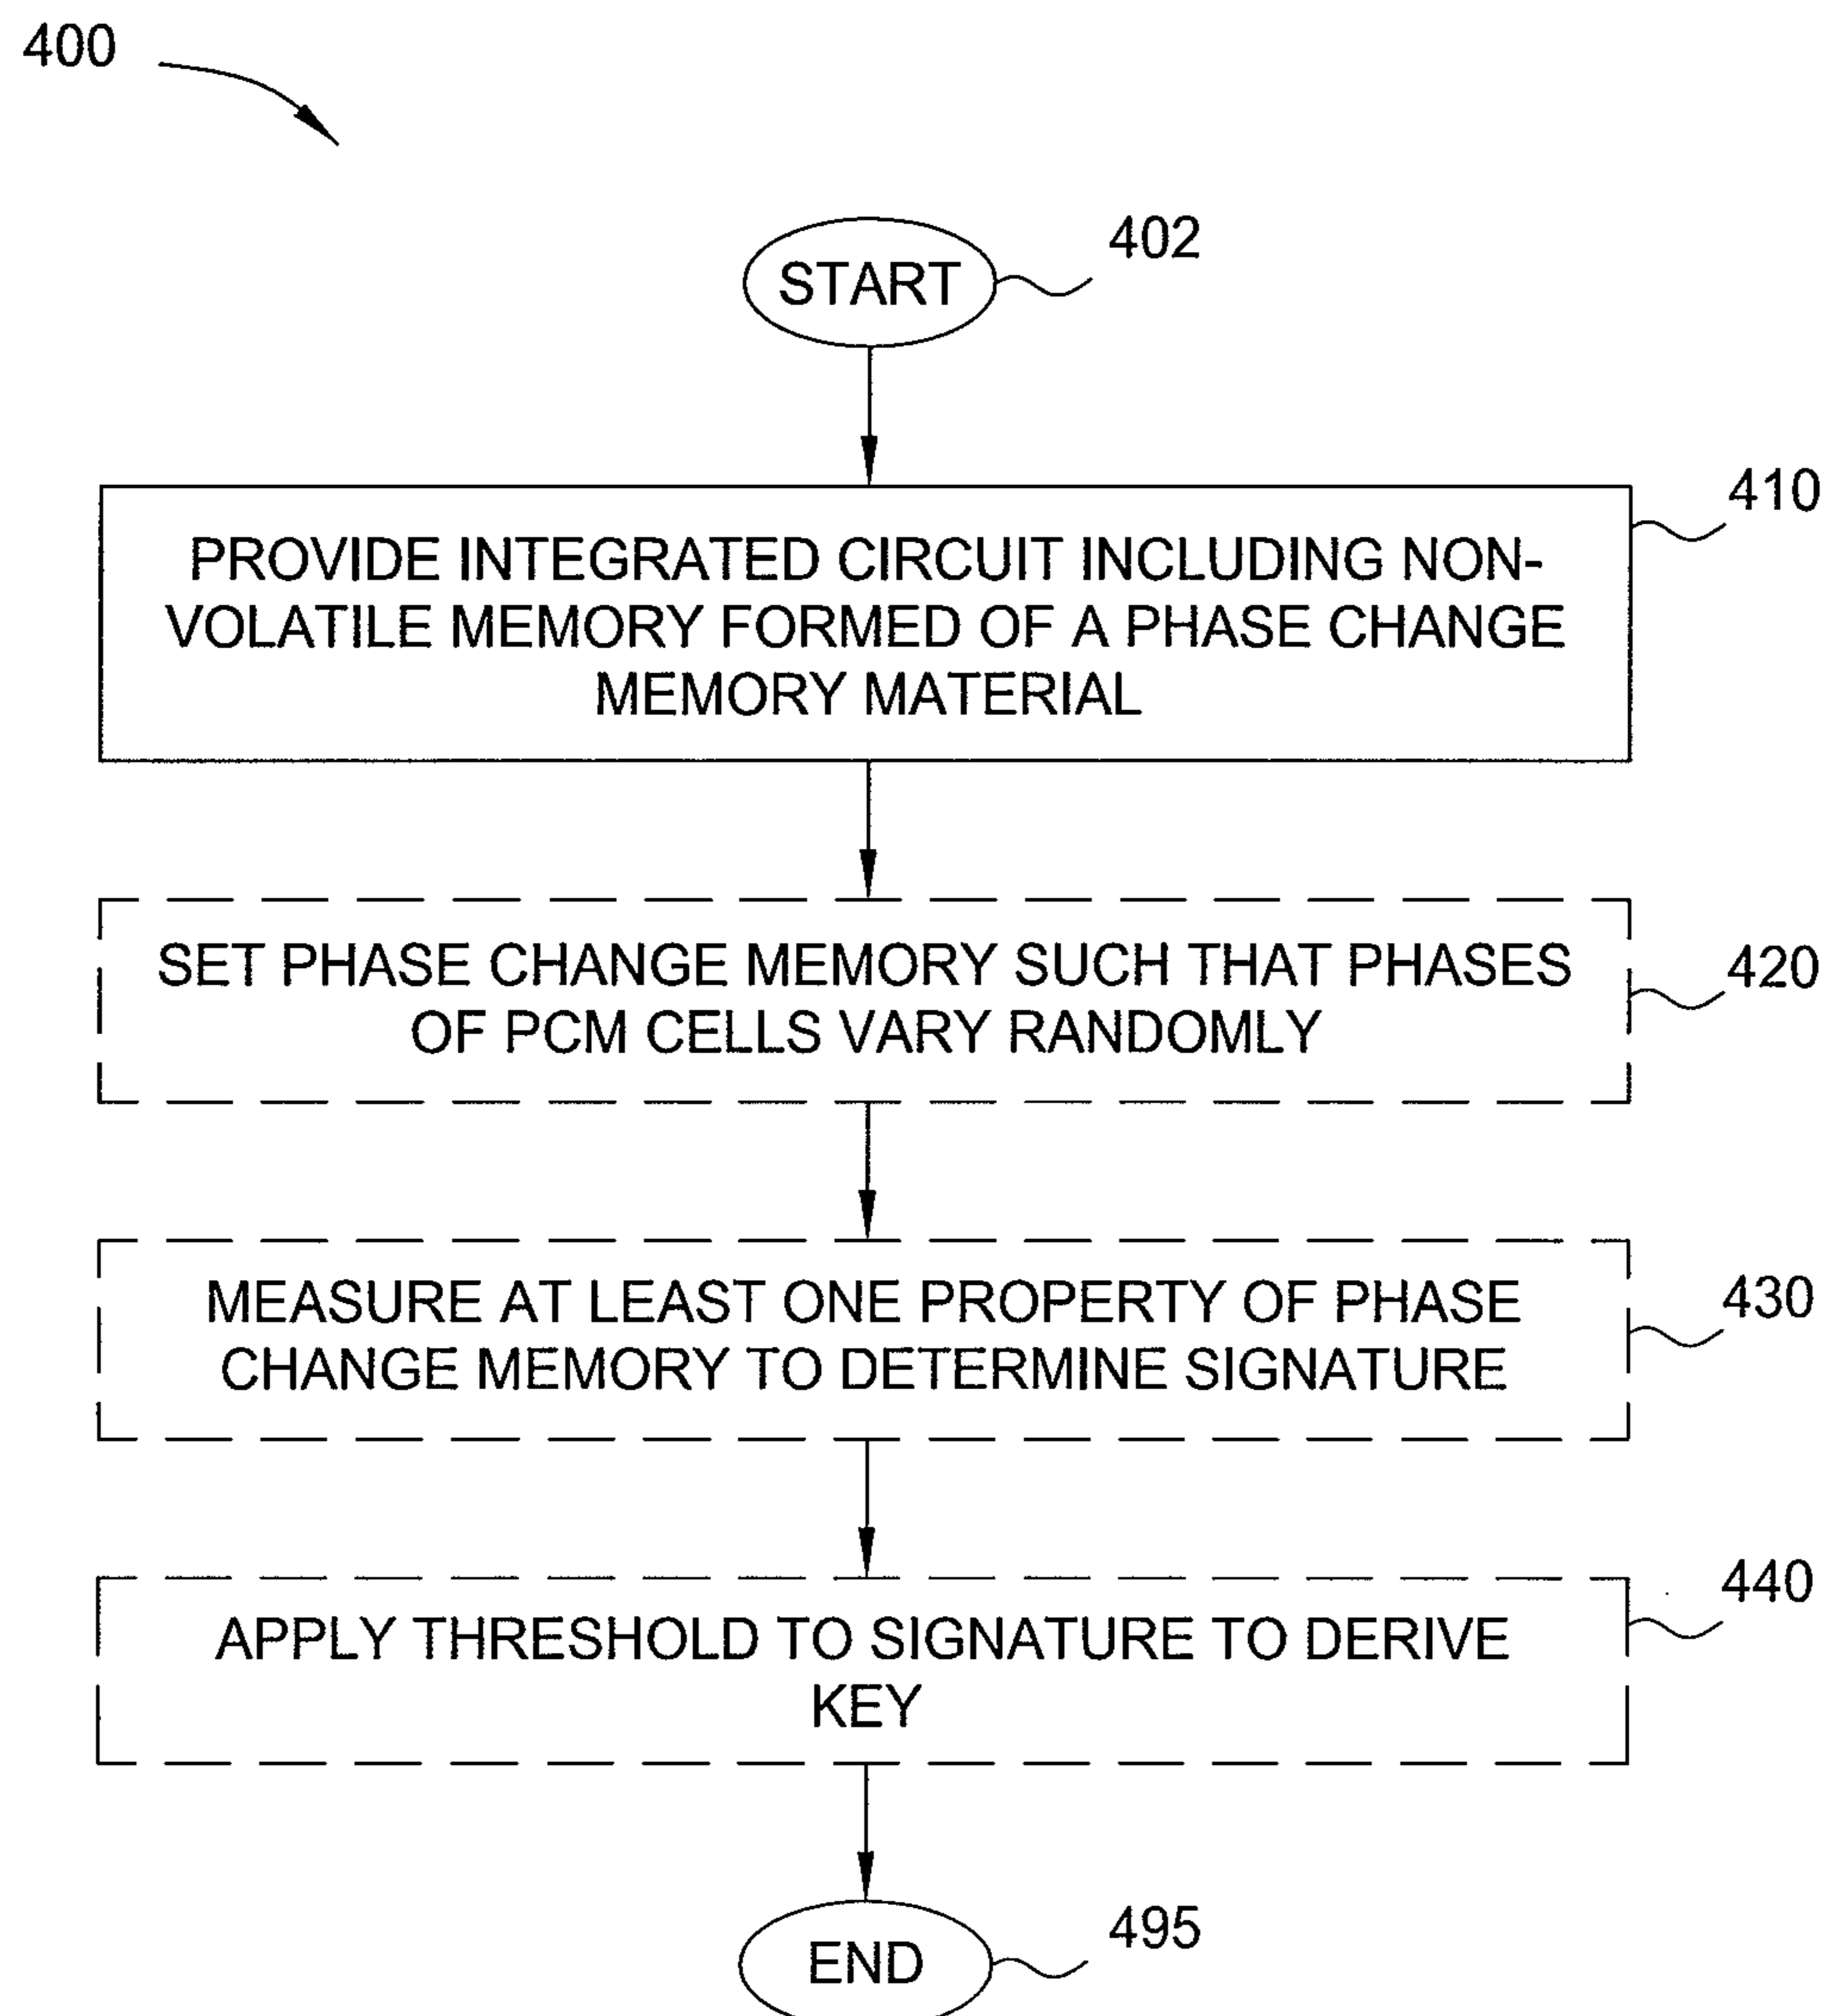 400
START
402
PROVIDE INTEGRATED CIRCUIT INCLUDING NON-
VOLATILE MEMORY FORMED OF A PHASE CHANGE
MEMORY MATERIAL
410
SET PHASE CHANGE MEMORY SUCH THAT PHASES
OF PCM CELLS VARY RANDOMLY
420
MEASURE AT LEAST ONE PROPERTY OF PHASE
CHANGE MEMORY TO DETERMINE SIGNATURE
430
APPLY THRESHOLD TO SIGNATURE TO DERIVE
KEY
440
END
495